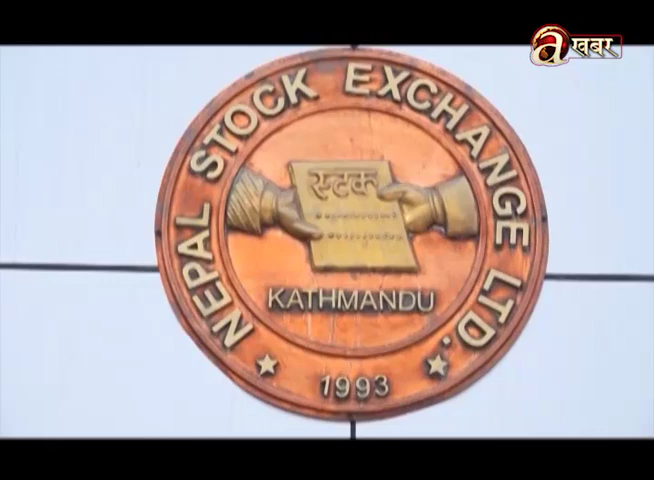 a खबर
NEPAL STOCK EXCHANGE LTD.
स्टक
KATHMANDU
1993